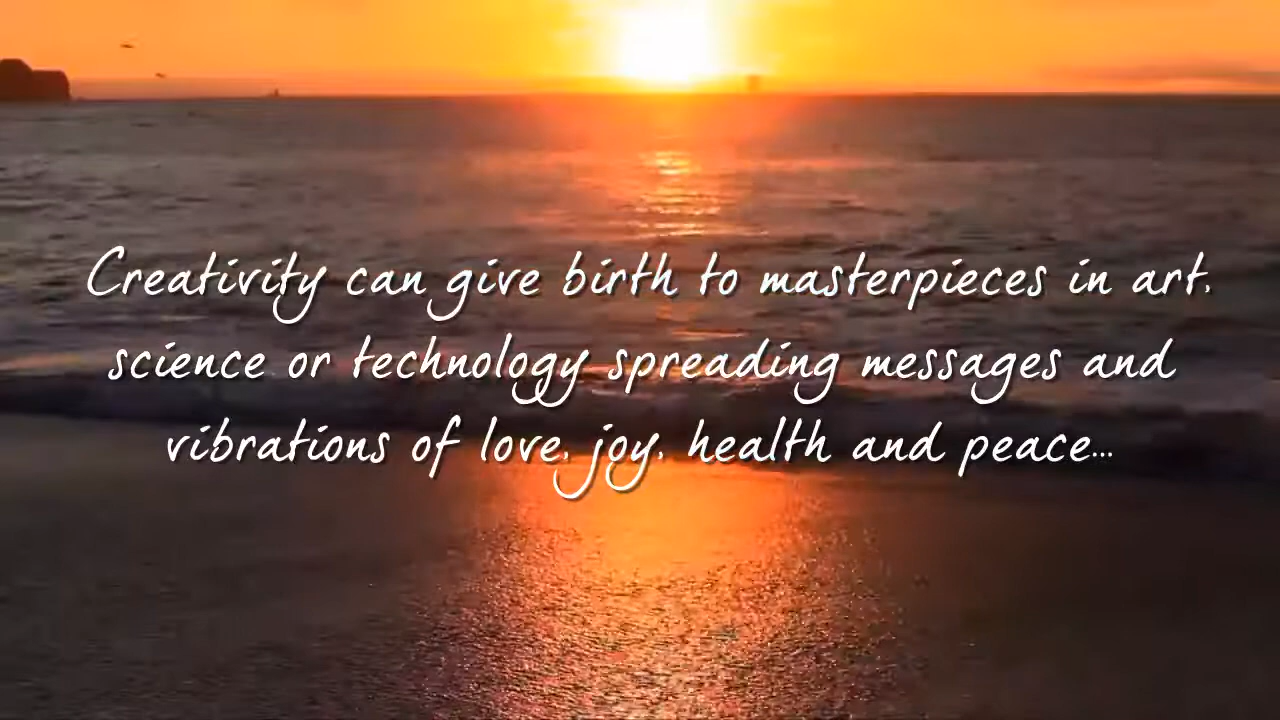 Creativity can give birth to masterpieces in art,
science or technology spreading messages and
vibrations of love, joy, health and peace...